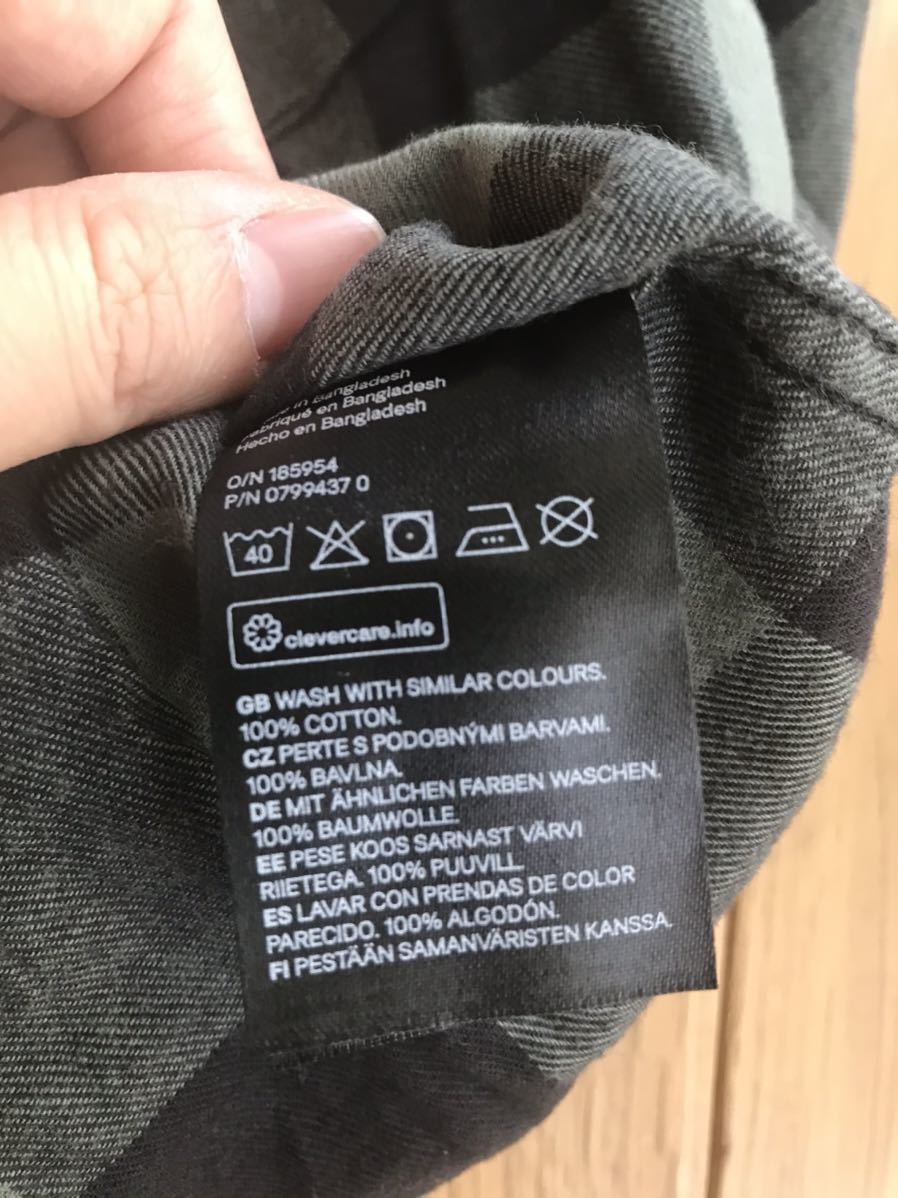 in Bangladesh
Fabriqué en Bangladesh
Hecho en Bangladesh
O/N 185954
P/N 0799437 0
40
clevercare.info
GB WASH WITH SIMILAR COLOURS.
100% COTTON.
CZ PERTE S PODOBNÝMI BARVAMI.
100% BAVLNA.
DE MIT ÄHNLICHEN FARBEN WASCHEN.
100% BAUMWOLLE.
EE PESE KOOS SARNAST VÄRVI
RIIETEGA. 100% PUUVILL.
ES LAVAR CON PRENDAS DE COLOR
PARECIDO. 100% ALGODÓN.
FI PESTÄÄN SAMANVÄRISTEN KANSSA.